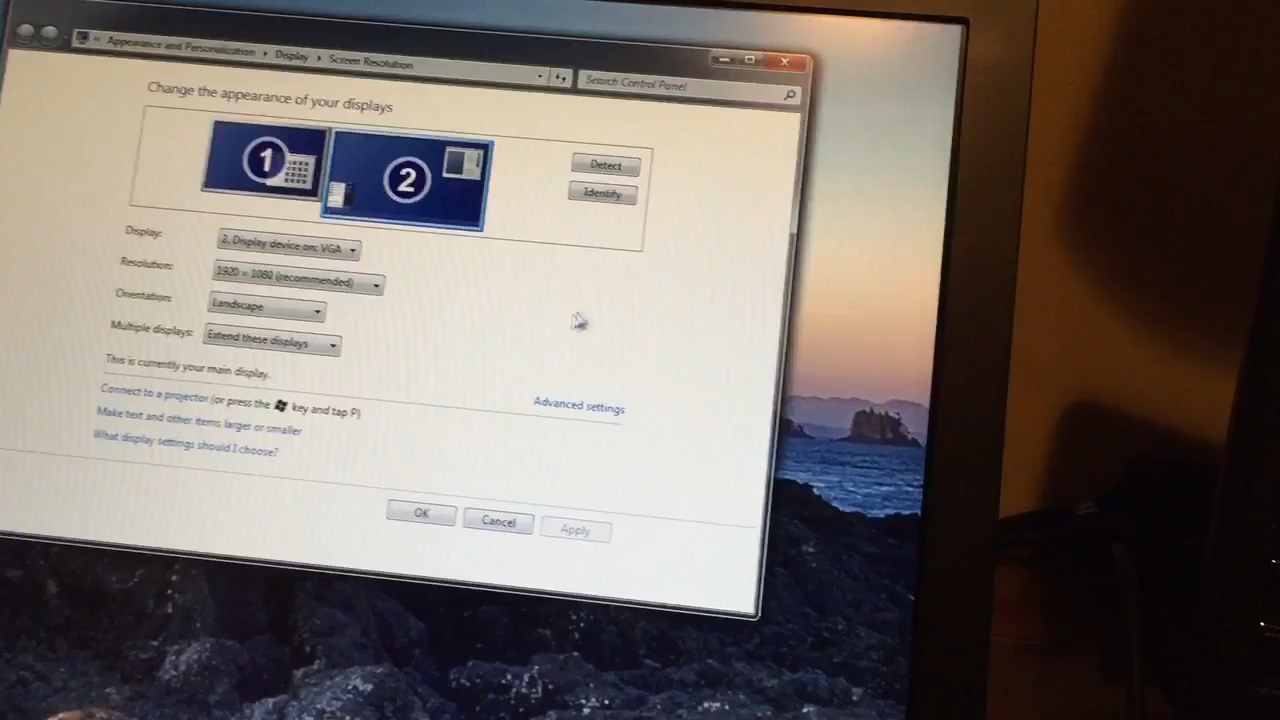 Appearance and Personalization ▸ Display ▸ Screen Resolution
Search Control Panel
Change the appearance of your displays
1
2
Detect
Identify
Display: 2. Display device on: VGA
Resolution: 1920 × 1080 (recommended)
Orientation: Landscape
Multiple displays: Extend these displays
This is currently your main display.
Advanced settings
Connect to a projector (or press the key and tap P)
Make text and other items larger or smaller
What display settings should I choose?
OK Cancel Apply